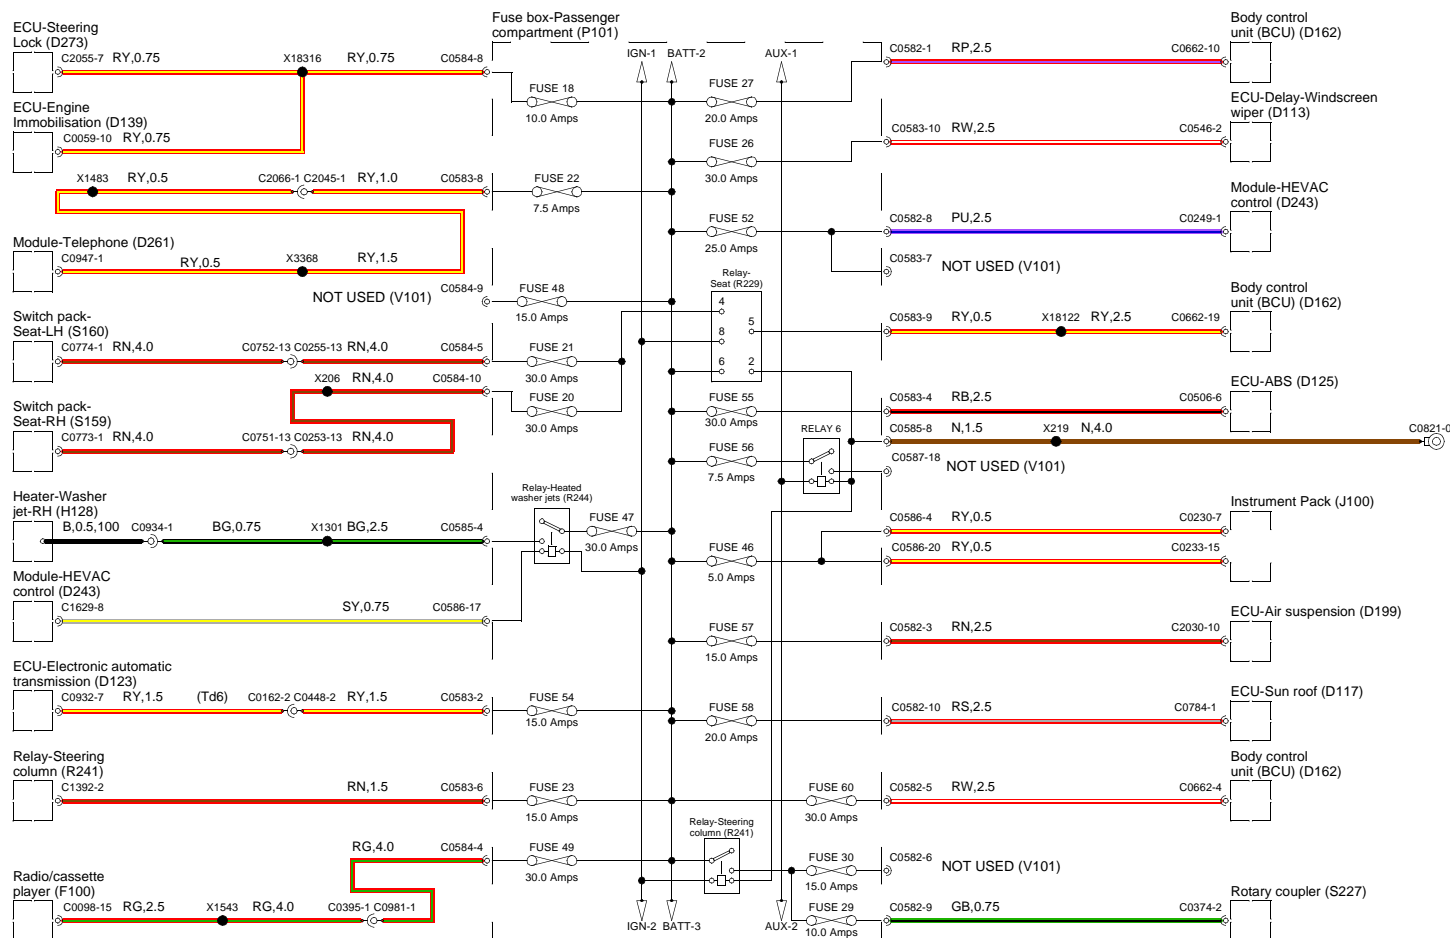 ECU-Steering
Lock (D273)
C2055-7 RY,0.75 X18316 RY,0.75 C0584-8
ECU-Engine
Immobilisation (D139)
C0059-10 RY,0.75
X1483 RY,0.5 C2066-1 C2045-1 RY,1.0 C0583-8
Module-Telephone (D261)
C0947-1 RY,0.5 X3368 RY,1.5
NOT USED (V101) C0584-9
Switch pack-
Seat-LH (S160)
C0774-1 RN,4.0 C0752-13 C0255-13 RN,4.0 C0584-5
X206 RN,4.0 C0584-10
Switch pack-
Seat-RH (S159)
C0773-1 RN,4.0 C0751-13 C0253-13 RN,4.0
Heater-Washer
jet-RH (H128)
B,0.5,100 C0934-1 BG,0.75 X1301 BG,2.5 C0585-4
Module-HEVAC
control (D243)
C1629-8 SY,0.75 C0586-17
ECU-Electronic automatic
transmission (D123)
C0932-7 RY,1.5 (Td6) C0162-2 C0448-2 RY,1.5 C0583-2
Relay-Steering
column (R241)
C1392-2 RN,1.5 C0583-6
RG,4.0 C0584-4
Radio/cassette
player (F100)
C0098-15 RG,2.5 X1543 RG,4.0 C0395-1 C0981-1
Fuse box-Passenger
compartment (P101)
IGN-1 BATT-2 AUX-1
FUSE 18
10.0 Amps
FUSE 22
7.5 Amps
FUSE 48
15.0 Amps
FUSE 21
30.0 Amps
FUSE 20
30.0 Amps
Relay-Heated
washer jets (R244)
FUSE 47
30.0 Amps
FUSE 54
15.0 Amps
FUSE 23
15.0 Amps
FUSE 49
30.0 Amps
FUSE 27
20.0 Amps
FUSE 26
30.0 Amps
FUSE 52
25.0 Amps
Relay-
Seat (R229)
4
5
8
6 2
FUSE 55
30.0 Amps
RELAY 6
FUSE 56
7.5 Amps
FUSE 46
5.0 Amps
FUSE 57
15.0 Amps
FUSE 58
20.0 Amps
FUSE 60
30.0 Amps
Relay-Steering
column (R241)
FUSE 30
15.0 Amps
FUSE 29
10.0 Amps
IGN-2 BATT-3 AUX-2
Body control
unit (BCU) (D162)
C0582-1 RP,2.5 C0662-10
ECU-Delay-Windscreen
wiper (D113)
C0583-10 RW,2.5 C0546-2
Module-HEVAC
control (D243)
C0582-8 PU,2.5 C0249-1
C0583-7 NOT USED (V101)
Body control
unit (BCU) (D162)
C0583-9 RY,0.5 X18122 RY,2.5 C0662-19
ECU-ABS (D125)
C0583-4 RB,2.5 C0506-6
C0585-8 N,1.5 X219 N,4.0 C0821-0
C0587-18 NOT USED (V101)
Instrument Pack (J100)
C0586-4 RY,0.5 C0230-7
C0586-20 RY,0.5 C0233-15
ECU-Air suspension (D199)
C0582-3 RN,2.5 C2030-10
ECU-Sun roof (D117)
C0582-10 RS,2.5 C0784-1
Body control
unit (BCU) (D162)
C0582-5 RW,2.5 C0662-4
C0582-6 NOT USED (V101)
Rotary coupler (S227)
C0582-9 GB,0.75 C0374-2